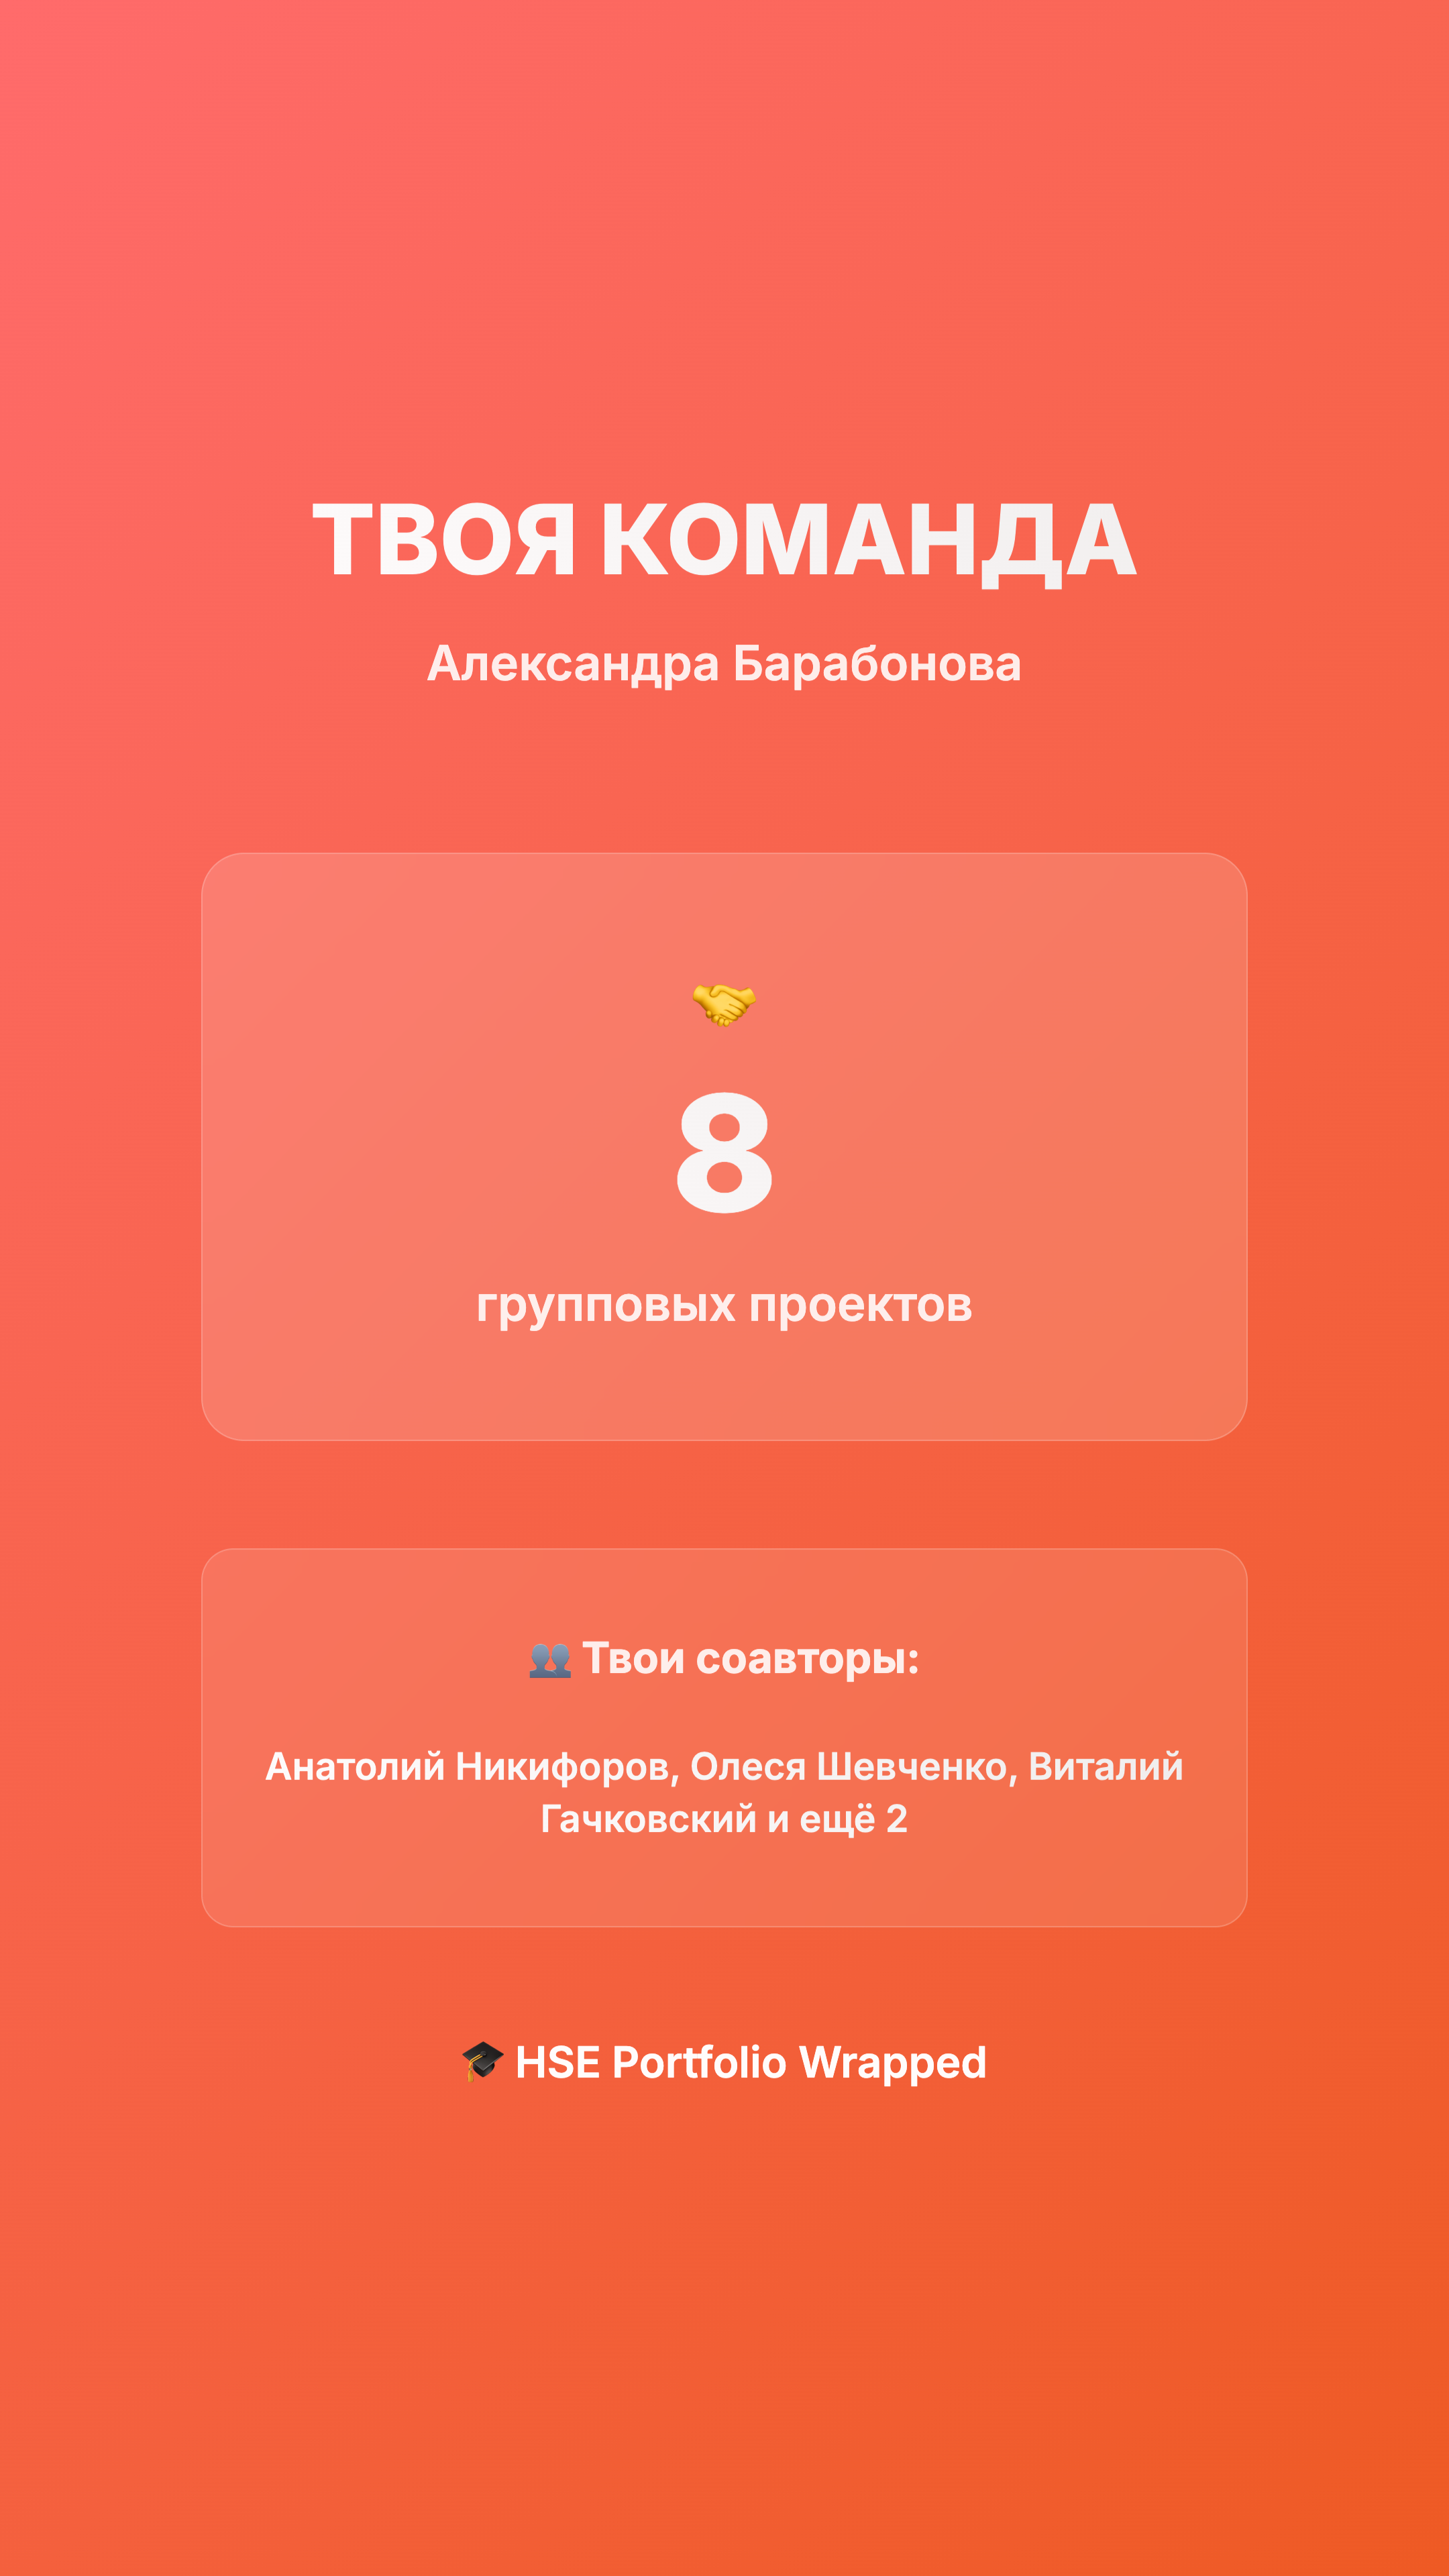 ТВОЯ КОМАНДА
Александра Барабонова
🤝
8
групповых проектов
👥 Твои соавторы:
Анатолий Никифоров, Олеся Шевченко, Виталий
Гачковский и ещё 2
🎓 HSE Portfolio Wrapped